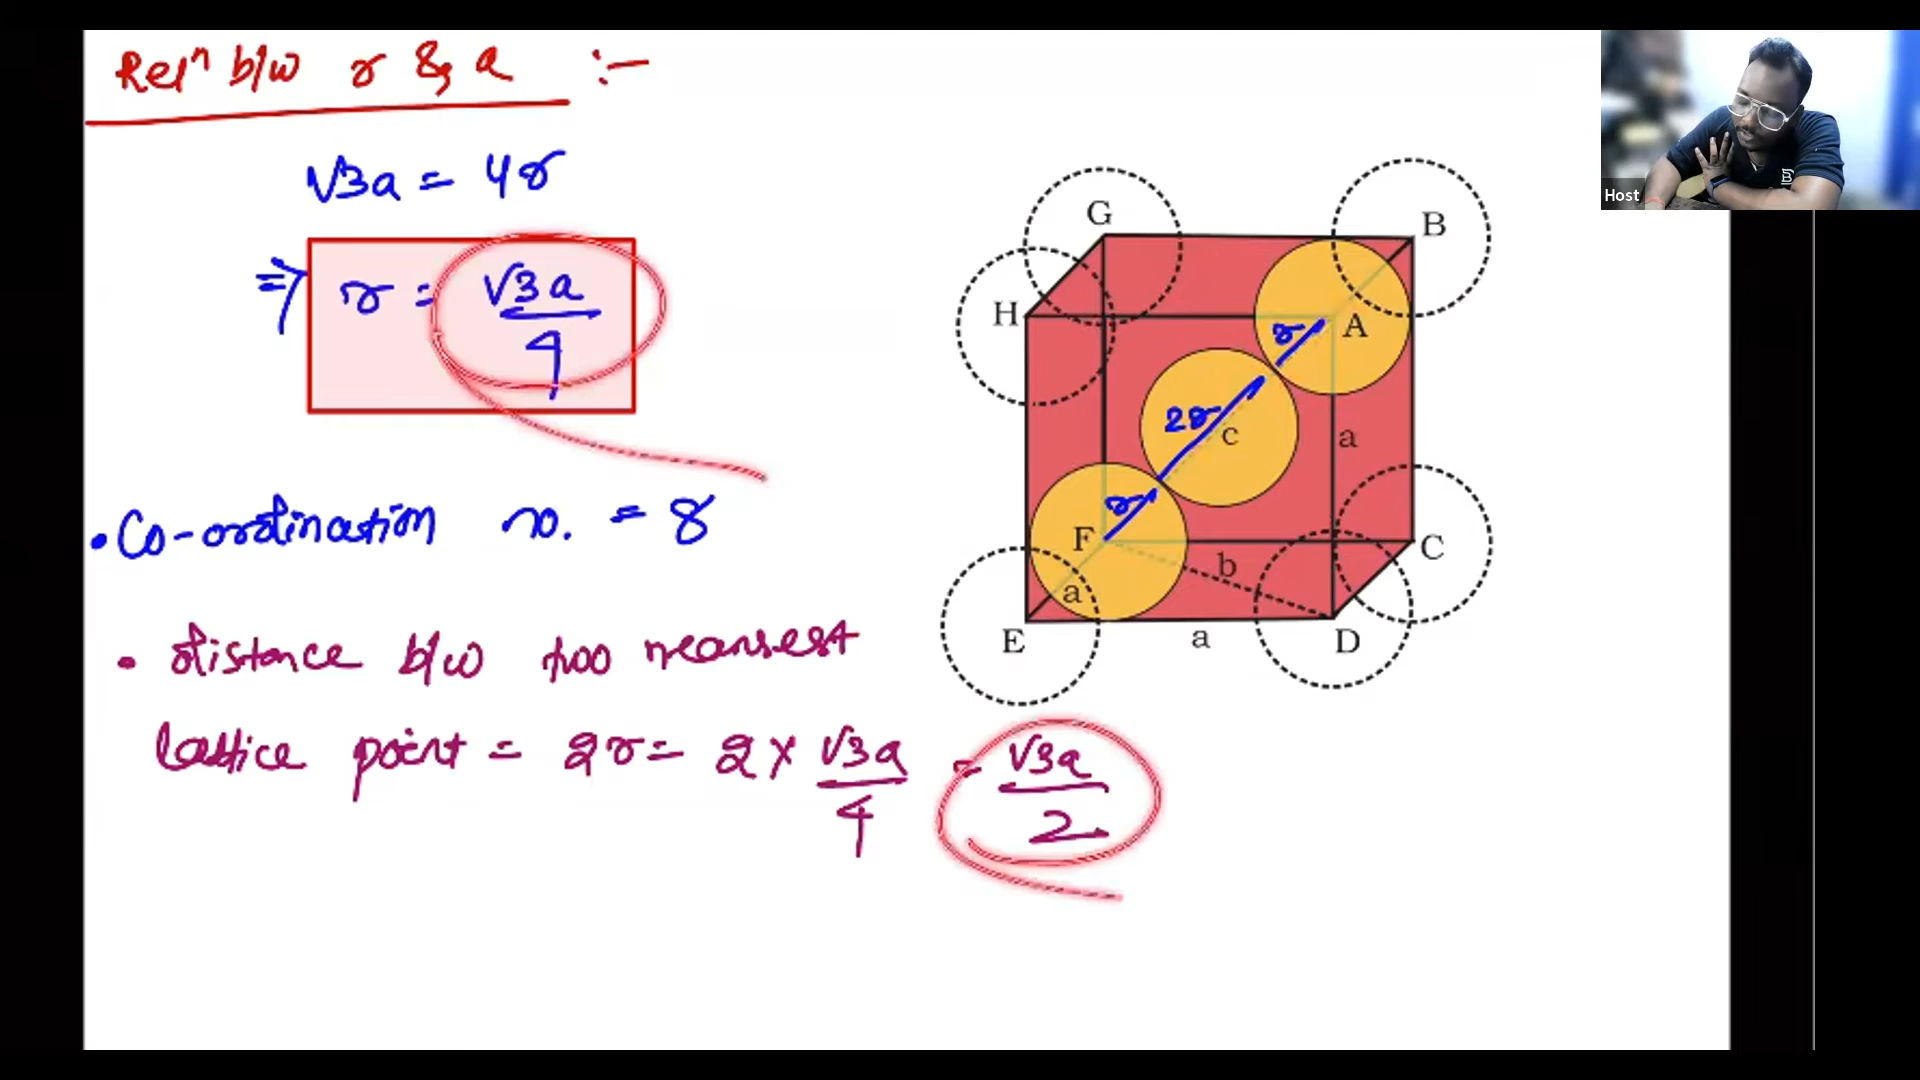 Relⁿ b/w r & a :-
√3a = 4r
⇒ r = √3a/4
• Co-ordination no. = 8
• distance b/w two nearest
lattice point = 2r = 2 × √3a/4 = √3a/2
G
B
H
A
r
2r
c
a
r
F
b
C
a
E
a
D
Host